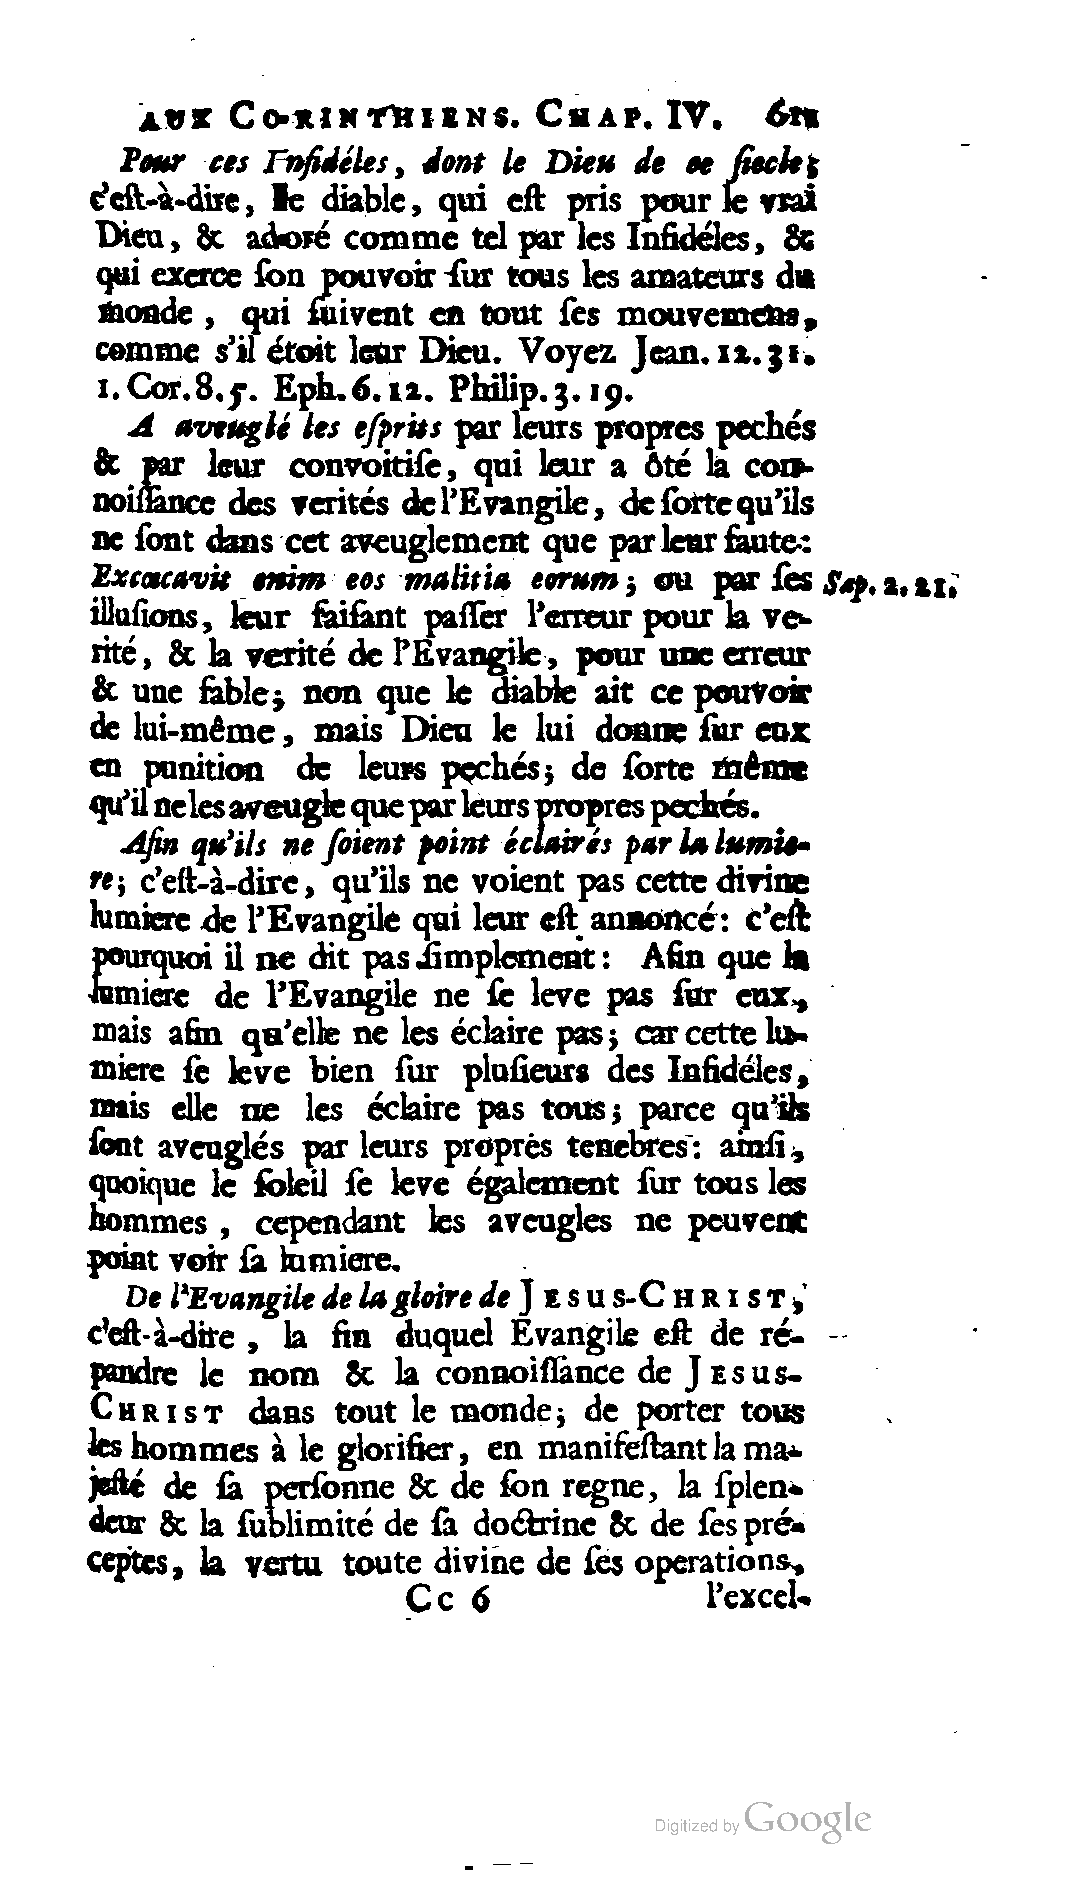 AUX CORINTHIENS. CHAP. IV. 611
Pour ces Infidéles, dont le Dieu de ce ſiecle;
c'eſt-à-dire, le diable, qui eſt pris pour le vrai
Dieu, & adoré comme tel par les Infidéles, &
qui exerce ſon pouvoir ſur tous les amateurs du
monde, qui ſuivent en tout ſes mouvemens,
comme s'il étoit leur Dieu. Voyez Jean. 12. 31.
1. Cor. 8. 5. Eph. 6. 12. Philip. 3. 19.
A aveuglé les eſprits par leurs propres pechés
& par leur convoitiſe, qui leur a ôté la con-
noiſſance des verités de l'Evangile, de ſorte qu'ils
ne ſont dans cet aveuglement que par leur faute:
Excæcavit enim eos malitia eorum; ou par ſes Sap. 2. 21.
illuſions, leur faiſant paſſer l'erreur pour la ve-
rité, & la verité de l'Evangile, pour une erreur
& une fable; non que le diable ait ce pouvoir
de lui-même, mais Dieu le lui donne ſur eux
en punition de leurs pechés; de ſorte même
qu'il ne les aveugle que par leurs propres pechés.
Afin qu'ils ne ſoient point éclairés par la lumie-
re; c'eſt-à-dire, qu'ils ne voient pas cette divine
lumiere de l'Evangile qui leur eſt annoncé: c'eſt
pourquoi il ne dit pas ſimplement: Afin que la
lumiere de l'Evangile ne ſe leve pas ſur eux,
mais afin qu'elle ne les éclaire pas; car cette lu-
miere ſe leve bien ſur pluſieurs des Infidéles,
mais elle ne les éclaire pas tous; parce qu'ils
ſont aveuglés par leurs propres tenebres: ainſi,
quoique le ſoleil ſe leve également ſur tous les
hommes, cependant les aveugles ne peuvent
point voir ſa lumiere.
De l'Evangile de la gloire de JESUS-CHRIST,
c'eſt-à-dire, la fin duquel Evangile eſt de ré-
pandre le nom & la connoiſſance de JESUS-
CHRIST dans tout le monde; de porter tous
les hommes à le glorifier, en manifeſtant la ma-
jeſté de ſa perſonne & de ſon regne, la ſplen-
deur & la ſublimité de ſa doctrine & de ſes pré-
ceptes, la vertu toute divine de ſes operations,
Cc 6 l'excel-
Digitized by Google